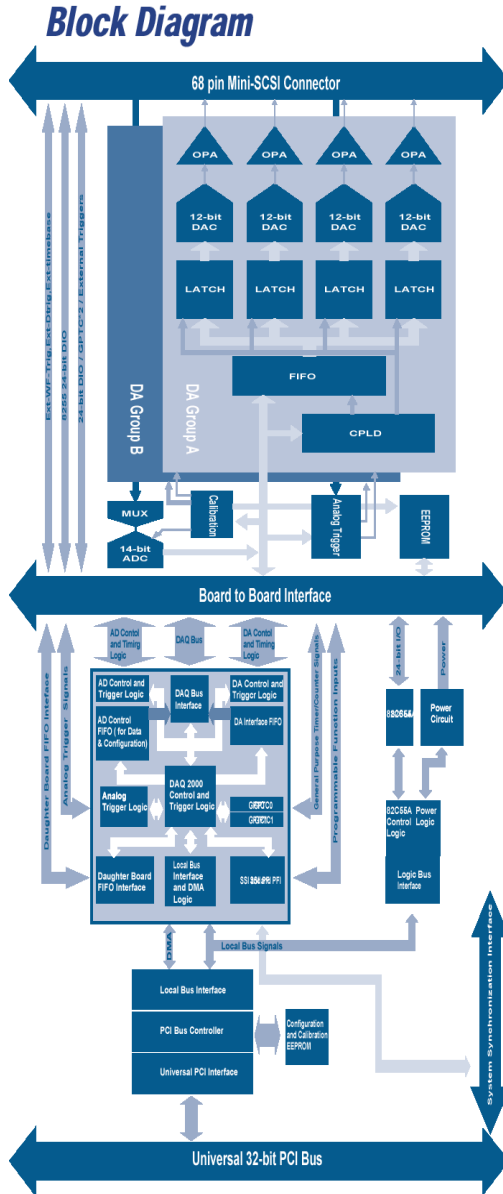 Block Diagram
68 pin Mini-SCSI Connector
OPA
OPA
OPA
OPA
12-bit
DAC
12-bit
DAC
12-bit
DAC
12-bit
DAC
LATCH
LATCH
LATCH
LATCH
FIFO
CPLD
DA Group B
DA Group A
Ext-WF-Trig,Ext-Dtrig,Ext-timebase
8255 24-bit DIO
24-bit DIO / GPTC*2 / External Triggers
MUX
14-bit
ADC
Calibration
Analog Trigger
EEPROM
Board to Board Interface
Daughter Board FIFO Inteface
Analog Trigger Signals
AD Contol
and Timing
Logic
DAQ Bus
DA Contol
and Timing
Logic
General Purpose Timer/Counter Signals
Programmable Function Inputs
24-bit I/O
Power
AD Control and
Trigger Logic
DAQ Bus
Interface
DA Control and
Trigger Logic
AD Control
FIFO ( for Data
& Configuration)
DA Interface FIFO
DAQ 2000
Control and
Trigger Logic
Analog
Trigger Logic
Daughter Board
FIFO Interface
Local Bus
Interface
and DMA
Logic
Power
Circuit
82C55A
Control
Logic
Power
Logic
Logic Bus
Interface
DMA
Local Bus Signals
Local Bus Interface
PCI Bus Controller
Universal PCI Interface
Configuration
and Calibration
EEPROM
System Synchronization Interface
Universal 32-bit PCI Bus